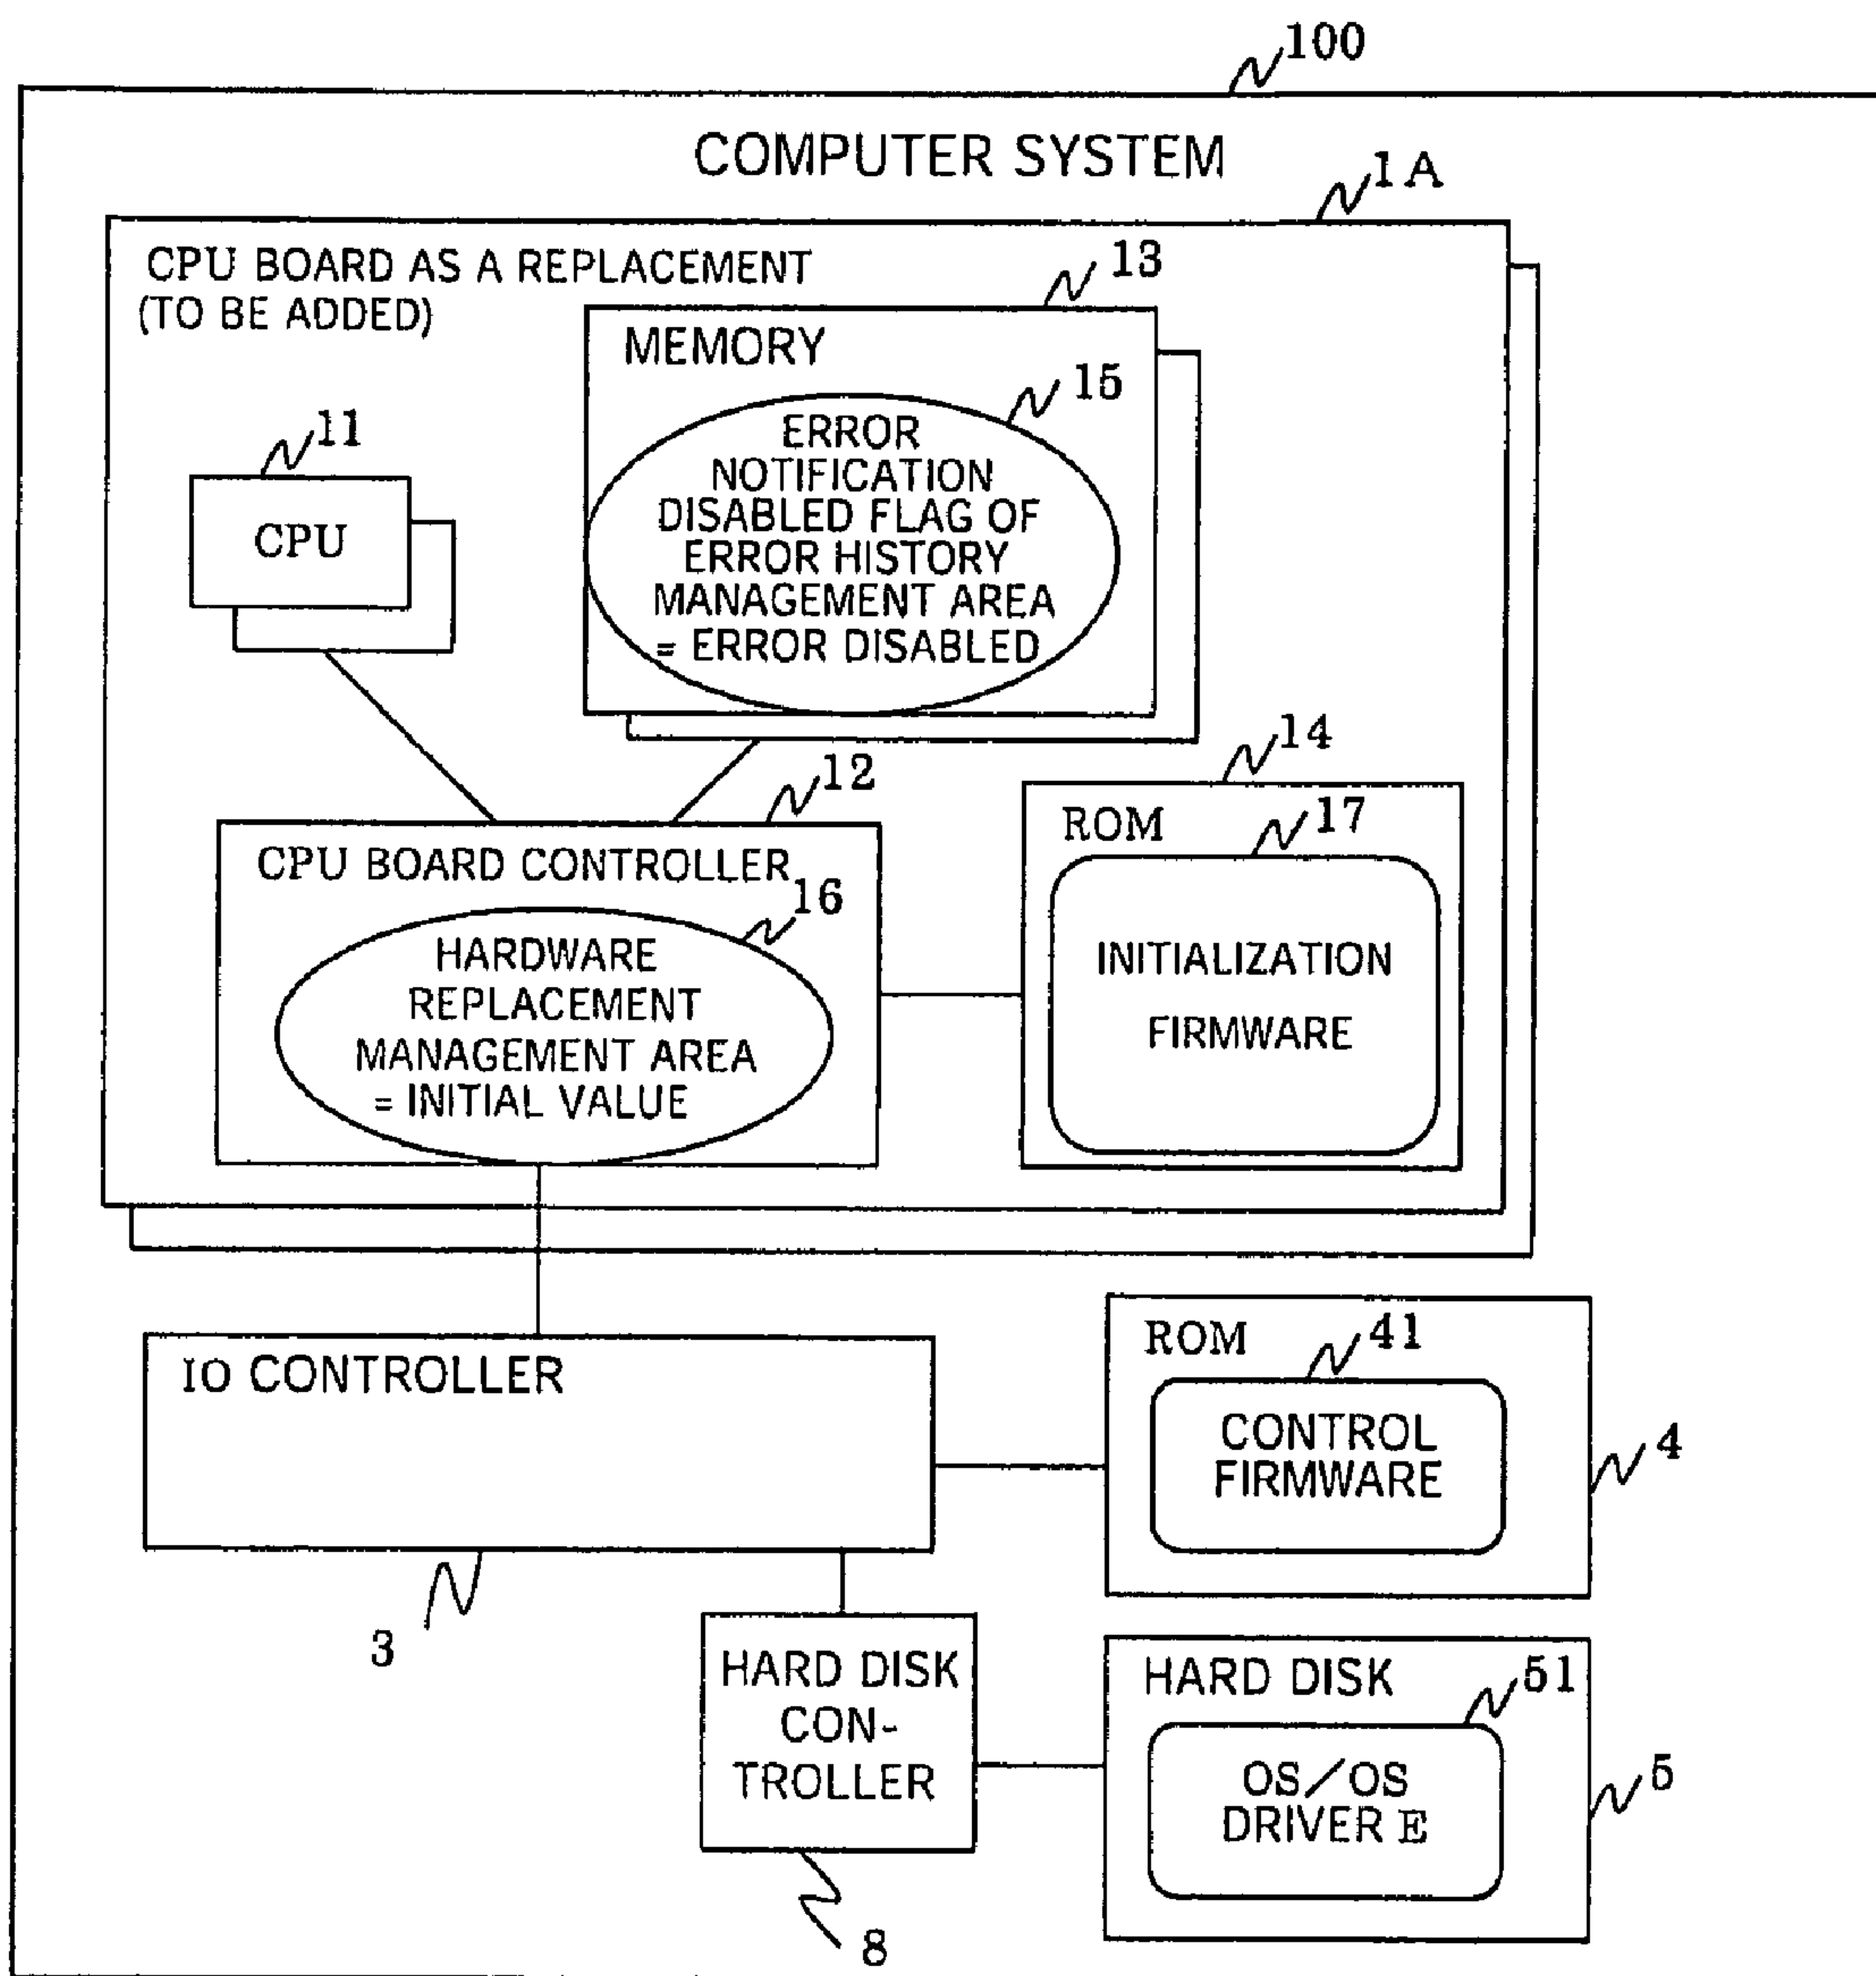 100
COMPUTER SYSTEM
1A
CPU BOARD AS A REPLACEMENT
(TO BE ADDED)
13
MEMORY
15
ERROR
NOTIFICATION
DISABLED FLAG OF
ERROR HISTORY
MANAGEMENT AREA
= ERROR DISABLED
11
CPU
12
CPU BOARD CONTROLLER
16
HARDWARE
REPLACEMENT
MANAGEMENT AREA
= INITIAL VALUE
14
ROM
17
INITIALIZATION
FIRMWARE
IO CONTROLLER
3
ROM
41
CONTROL
FIRMWARE
4
HARD DISK
CON-
TROLLER
8
HARD DISK
51
OS/OS
DRIVER E
5